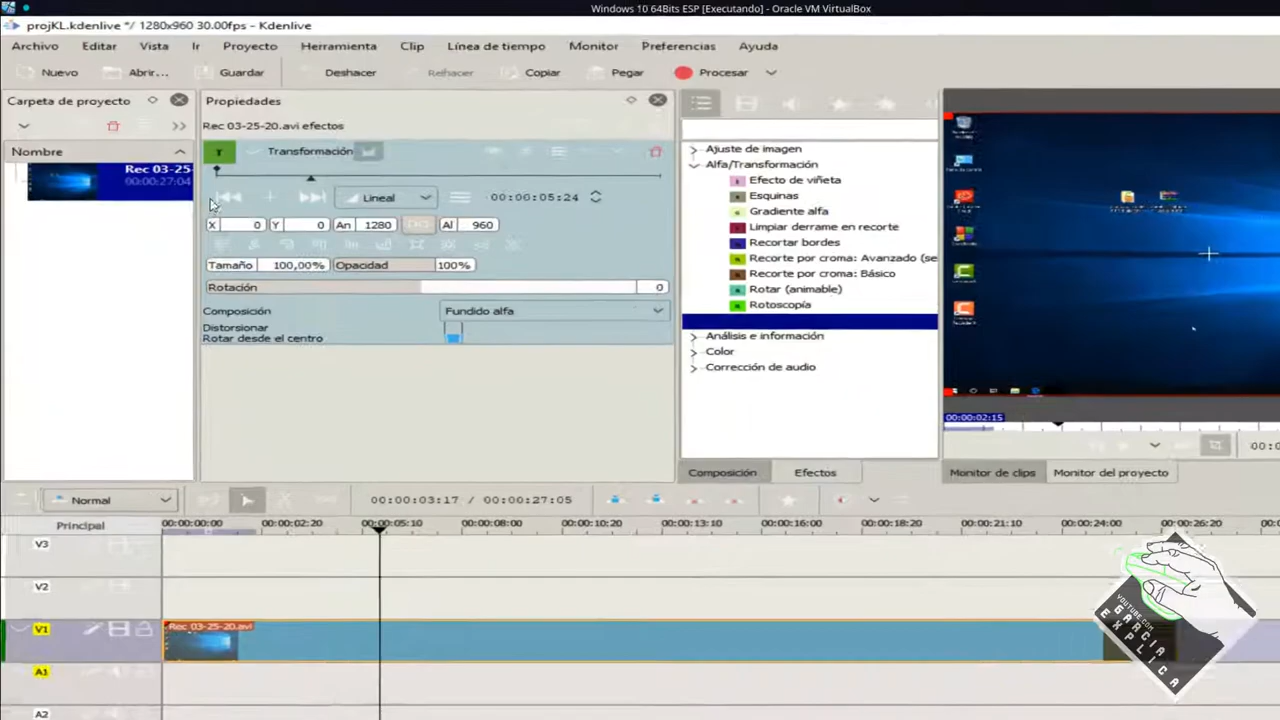 Windows 10 64Bits ESP [Executando] - Oracle VM VirtualBox
projKL.kdenlive */ 1280x960 30.00fps - Kdenlive
Archivo Editar Vista Ir Proyecto Herramienta Clip Línea de tiempo Monitor Preferencias Ayuda
Nuevo Abrir... Guardar Deshacer Rehacer Copiar Pegar Procesar
Carpeta de proyecto
Nombre
Rec 03-25-
00:00:27:04
Propiedades
Rec 03-25-20.avi efectos
Transformación
Lineal 00:00:05:24
X 0 Y 0 An 1280 Al 960
Tamaño 100,00% Opacidad 100%
Rotación 0
Composición Fundido alfa
Distorsionar
Rotar desde el centro
Ajuste de imagen
Alfa/Transformación
Efecto de viñeta
Esquinas
Gradiente alfa
Limpiar derrame en recorte
Recortar bordes
Recorte por croma: Avanzado (se
Recorte por croma: Básico
Rotar (animable)
Rotoscopía
Análisis e información
Color
Corrección de audio
Composición Efectos
00:00:02:15
00:0
Monitor de clips Monitor del proyecto
Normal 00:00:03:17 / 00:00:27:05
Principal 00:00:00:00 00:00:02:20 00:00:05:10 00:00:08:00 00:00:10:20 00:00:13:10 00:00:16:00 00:00:18:20 00:00:21:10 00:00:24:00 00:00:26:20 00:0
V3
V2
V1 Rec 03-25-20.avi
A1
A2
YOUTUBE.COM
EGARCIA
EXPLICA